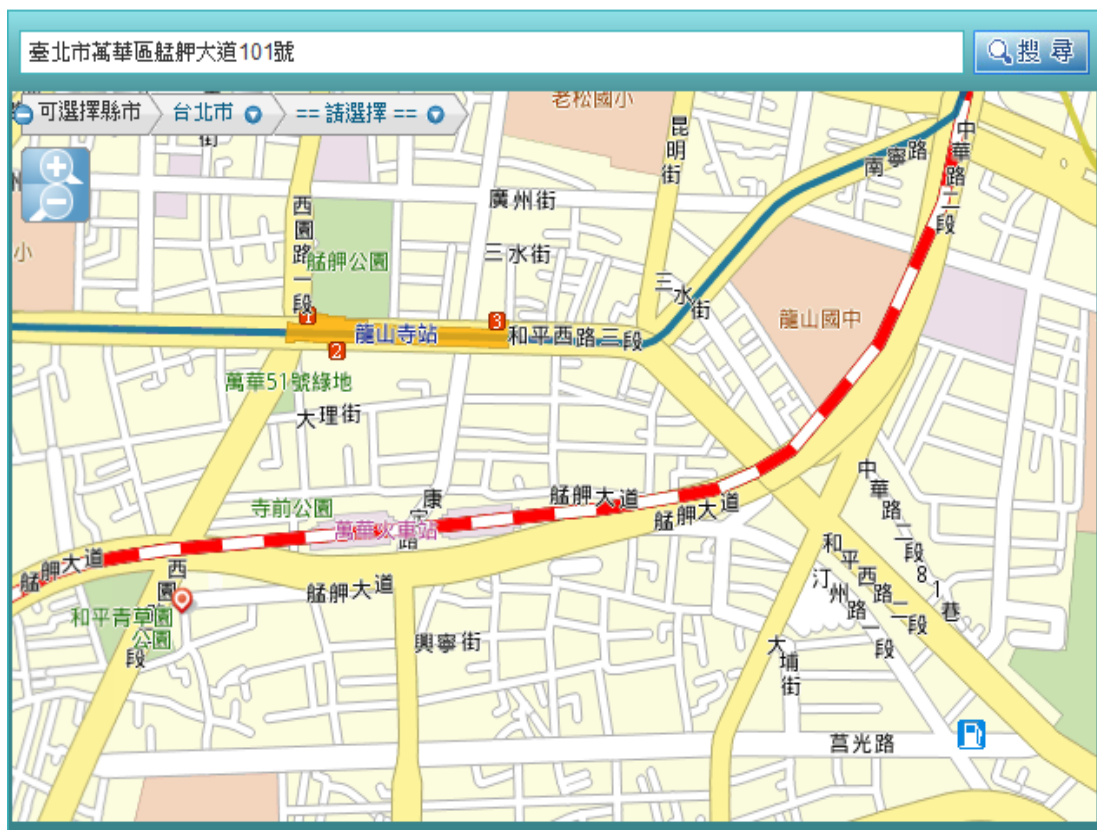 臺北市萬華區艋舺大道101號
搜尋
可選擇縣市
台北市
== 請選擇 ==
老松國小
街
昆明街
南寧路
中華路二段
廣州街
西園路一段
艋舺公園
三水街
小
三水街
龍山國中
1
3
龍山寺站
和平西路三段
2
萬華51號綠地
大理街
康定路
艋舺大道
艋舺大道
寺前公園
萬華火車站
中華路二段81巷
艋舺大道
艋舺大道
和平西路二段
汀州路一段
和平青草園公園
興寧街
大埔街
莒光路